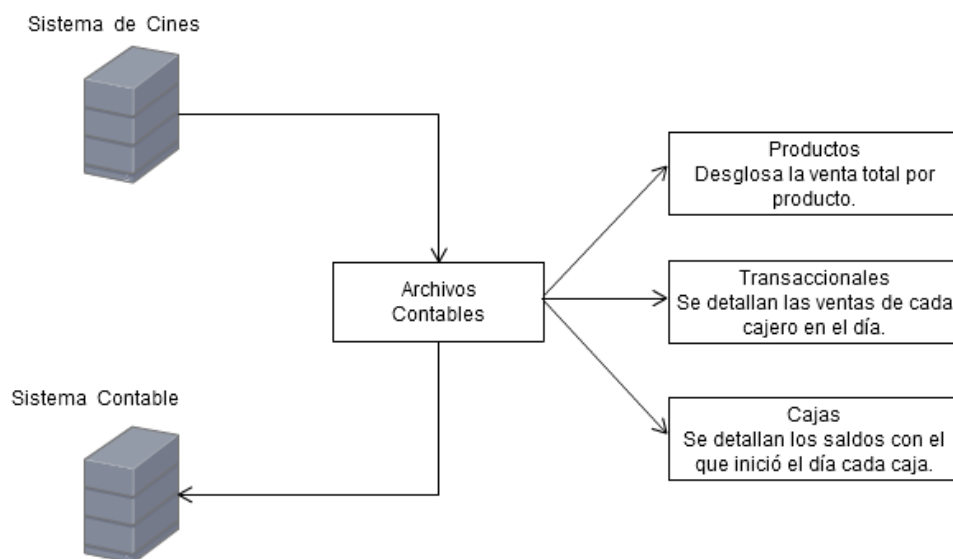 Sistema de Cines
Productos
Desglosa la venta total por
producto.
Archivos
Contables
Transaccionales
Se detallan las ventas de cada
cajero en el día.
Sistema Contable
Cajas
Se detallan los saldos con el
que inició el día cada caja.